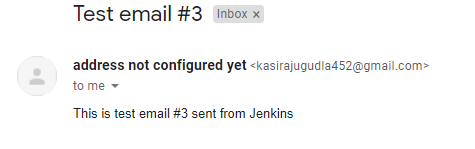 Test email #3 Inbox ×
address not configured yet <kasirajugudla452@gmail.com>
to me
This is test email #3 sent from Jenkins